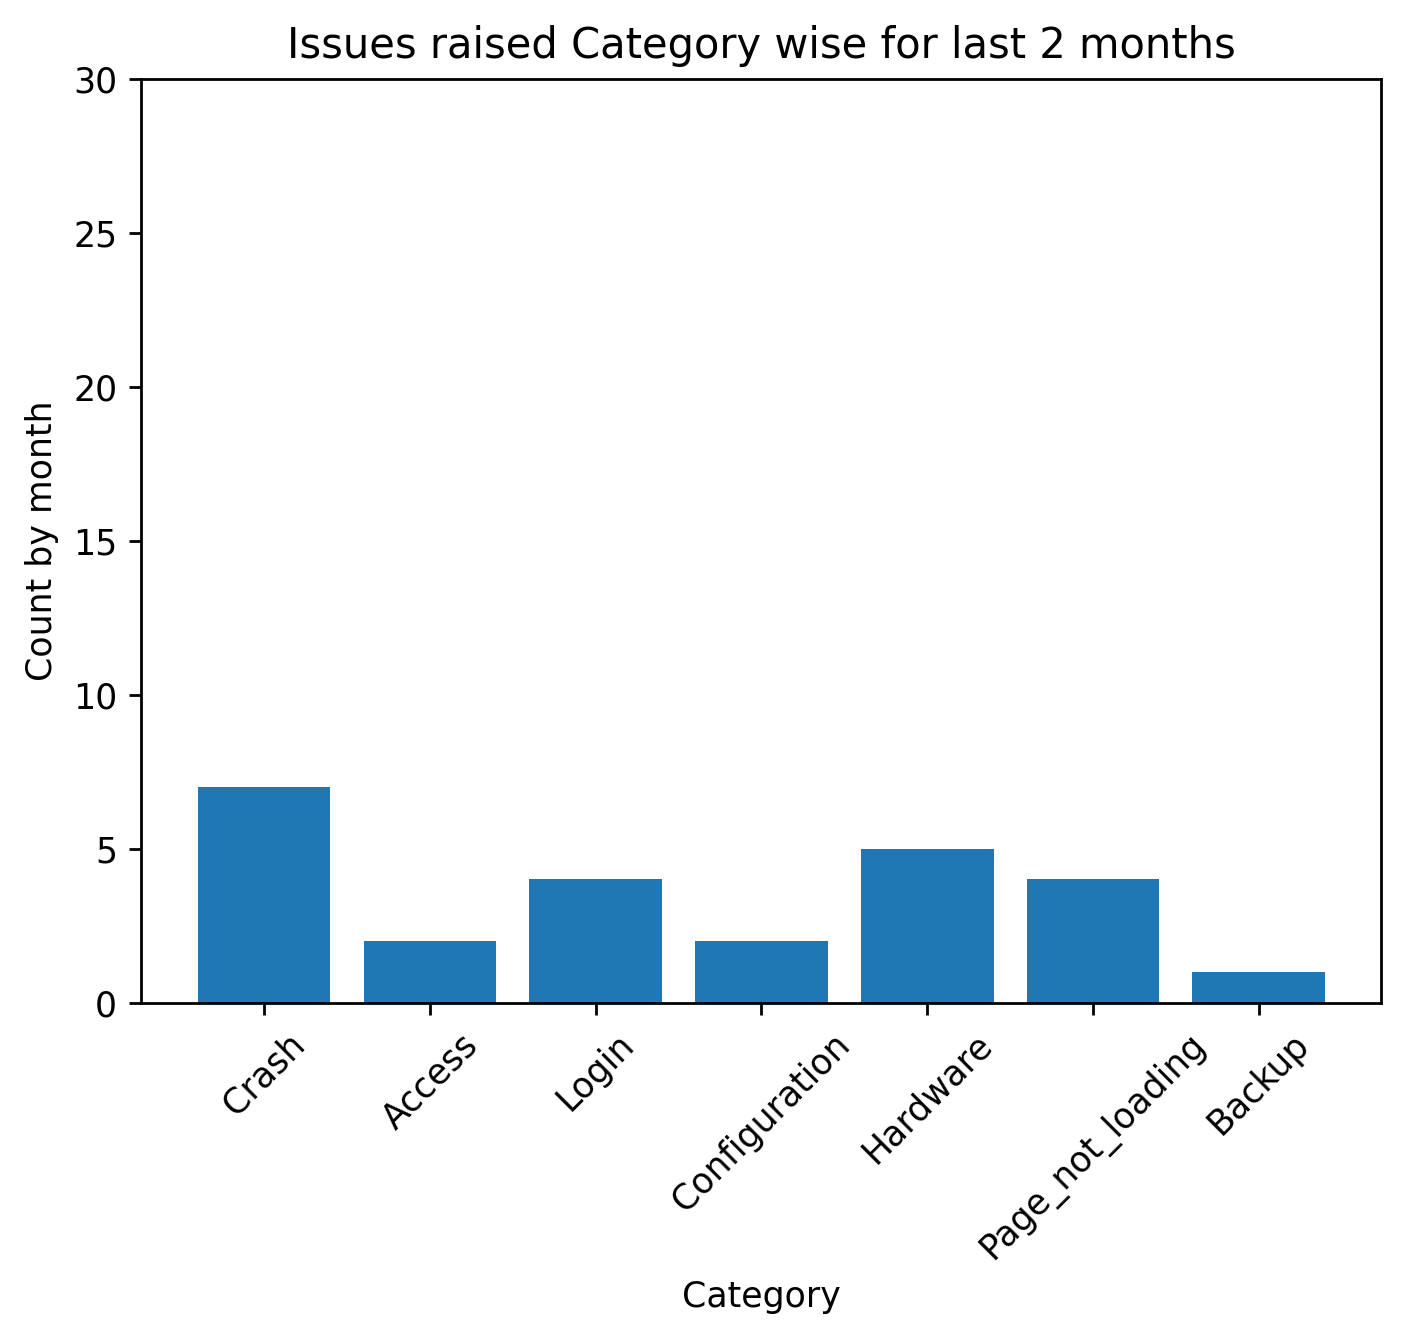 Issues raised Category wise for last 2 months
30
25
20
15
10
5
0
Count by month
Crash
Access
Login
Configuration
Hardware
Page_not_loading
Backup
Category